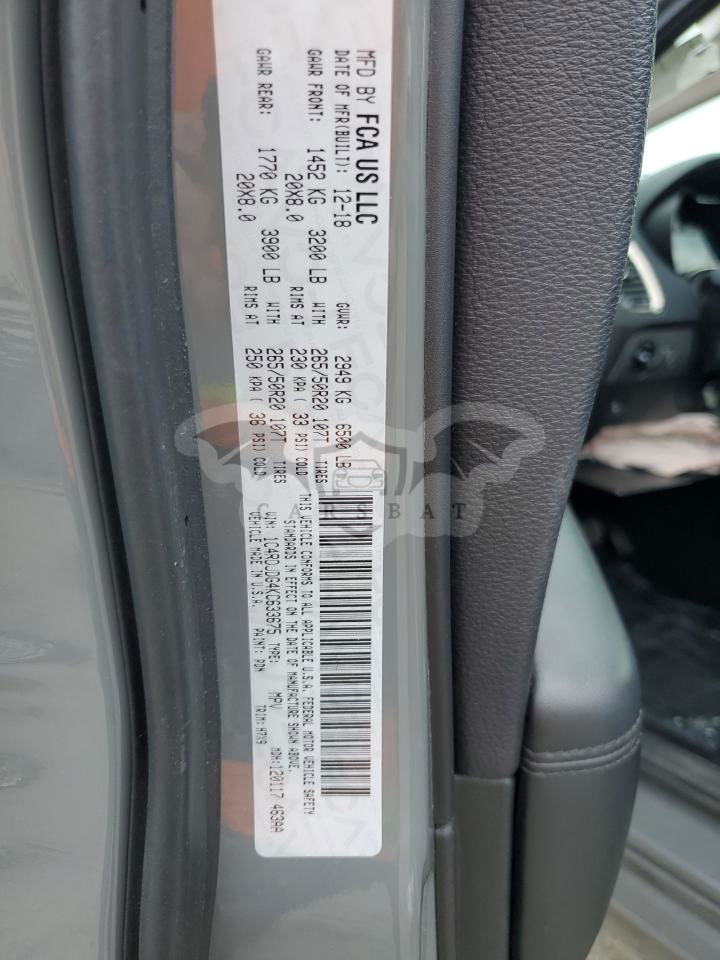 MFD BY FCA US LLC
DATE OF MFR(BUILT): 12-18 GVWR: 2949 KG 6500 LB
GAWR FRONT: 1452 KG 3200 LB WITH 265/50R20 107T TIRES
20X8.0 RIMS AT 230 KPA ( 33 PSI) COLD
GAWR REAR: 1770 KG 3900 LB WITH 265/50R20 107T TIRES
20X8.0 RIMS AT 250 KPA ( 36 PSI) COLD
THIS VEHICLE CONFORMS TO ALL APPLICABLE U.S.A. FEDERAL MOTOR VEHICLE SAFETY
STANDARDS IN EFFECT ON THE DATE OF MANUFACTURE SHOWN ABOVE.
VIN: 1C4RDJDG4KC633675 TYPE: MPV MDH:120117 463AA
VEHICLE MADE IN U.S.A. PAINT: PDN TRIM:
CARSBAT